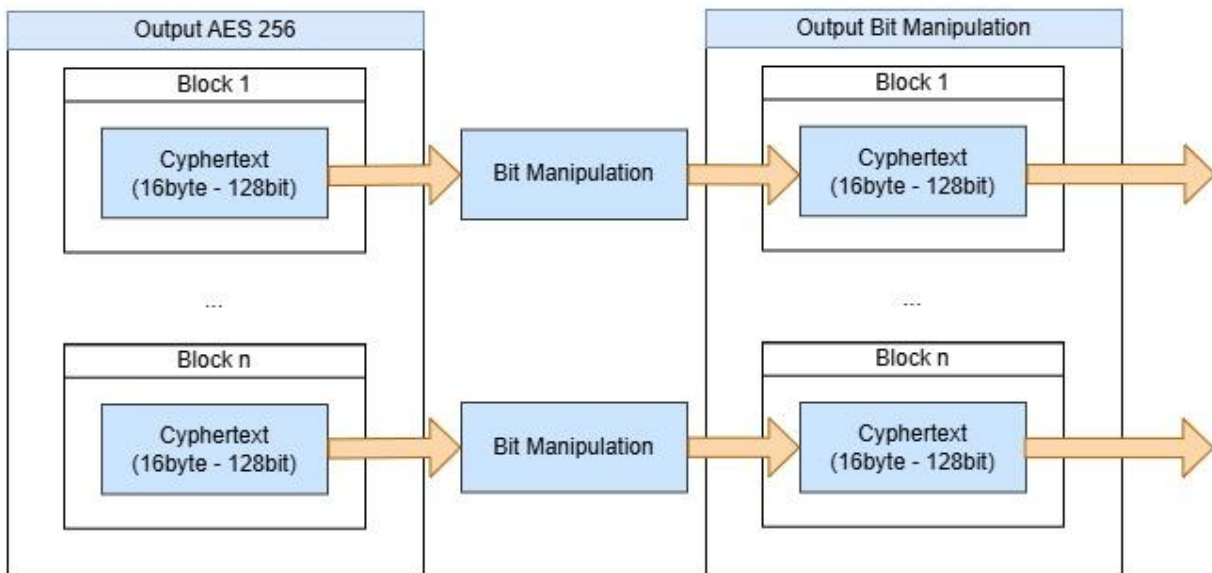 Output AES 256
Output Bit Manipulation
Block 1
Block 1
Cyphertext
(16byte - 128bit)
Bit Manipulation
Cyphertext
(16byte - 128bit)
...
...
Block n
Block n
Cyphertext
(16byte - 128bit)
Bit Manipulation
Cyphertext
(16byte - 128bit)